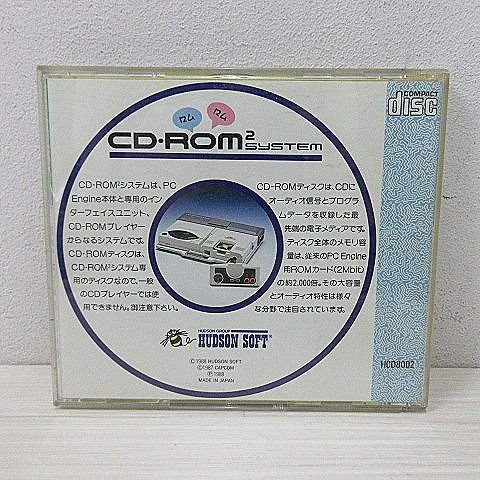 COMPACT
disc
ロム ロム
CD-ROM2
SYSTEM
CD-ROM2システムは、PC
Engine本体と専用のイン
ターフェイスユニット、
CD-ROMプレイヤー
からなるシステムです。
CD-ROMディスクは、
CD-ROM2システム専
用のディスクなので、一般
のCDプレイヤーでは使
用できません。御注意下さい。
CD-ROMディスクは、CDに
オーディオ信号とプログラ
ムデータを収録した最
先端の電子メディアです。
ディスク全体のメモリ容
量は、従来のPC Engine
用ROMカード(2Mbit)
の約2,000倍。その大容量
とオーディオ特性は様々
な分野で注目されています。
HUDSON GROUP
HUDSON SOFT
©1988 HUDSON SOFT
©1987 CAPCOM
Ⓟ1988
MADE IN JAPAN
HCD8002